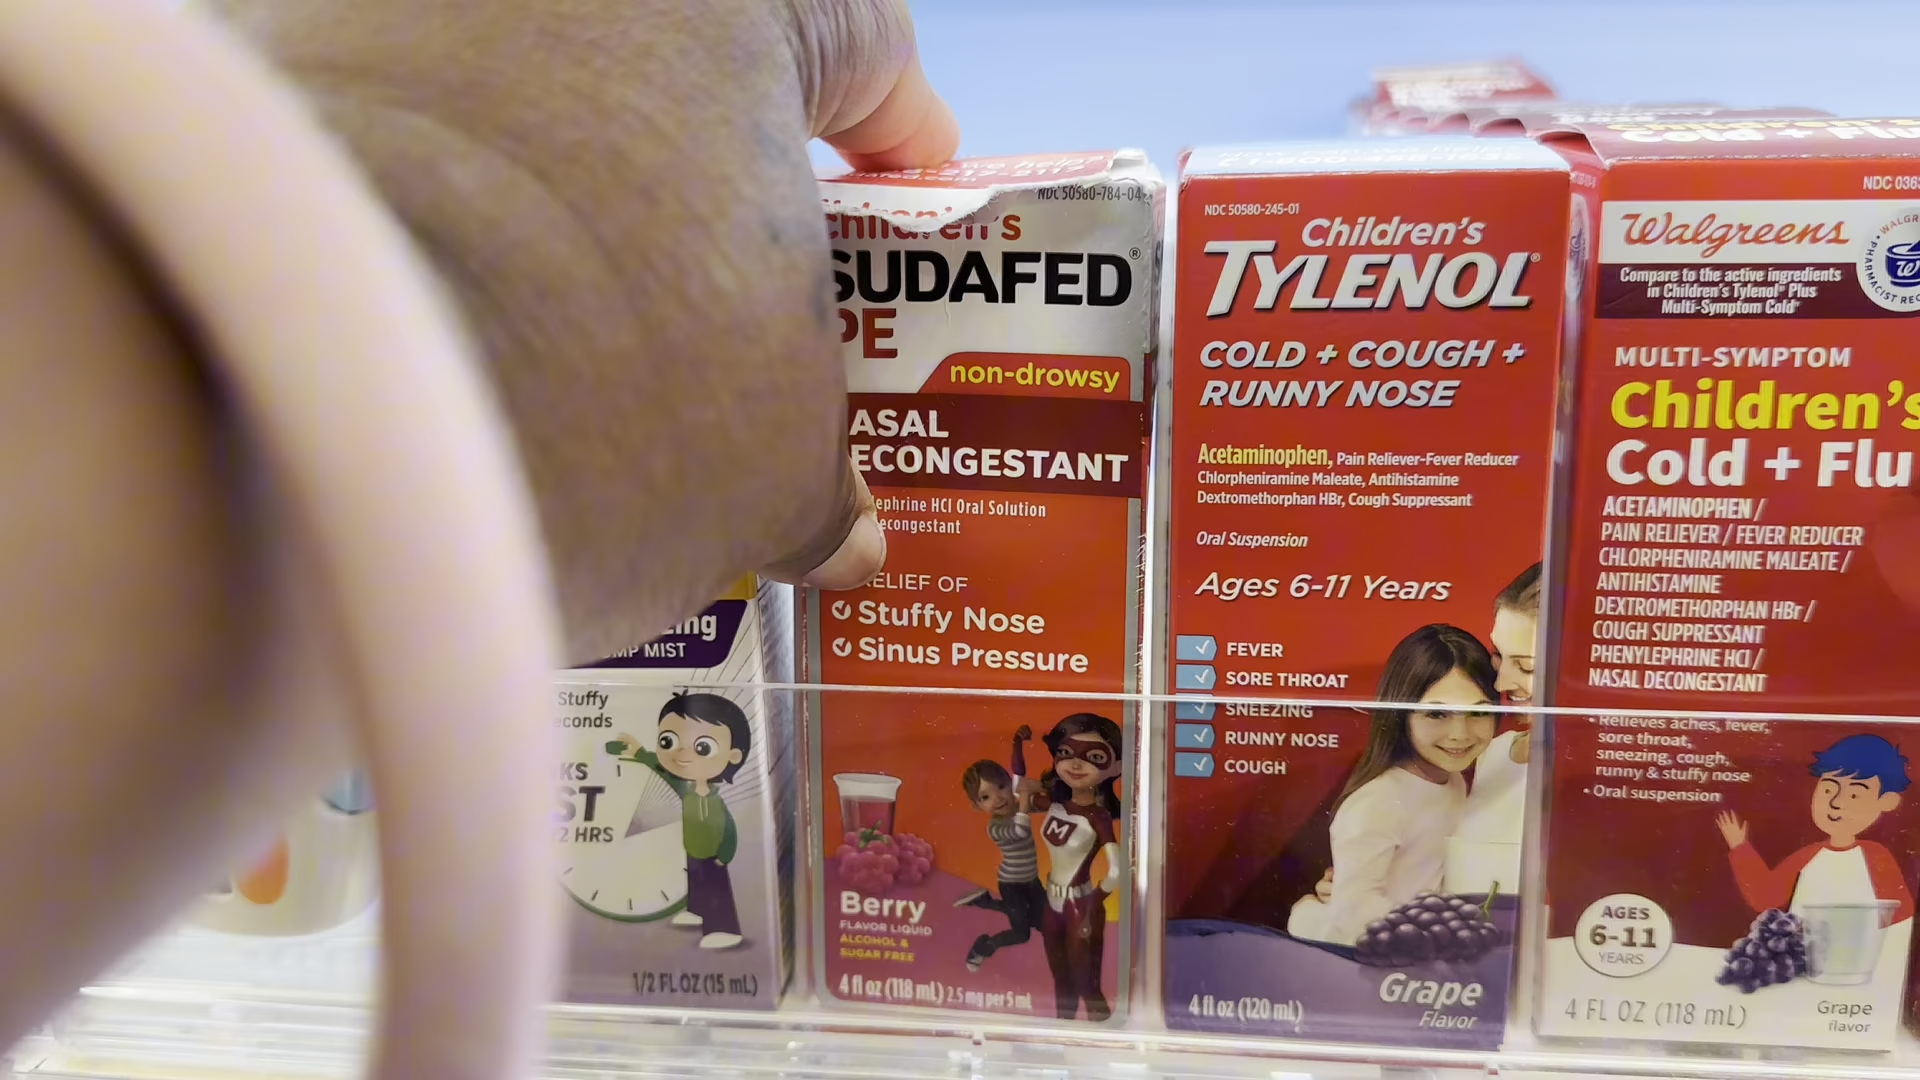 MP MIST
Stuffy
econds
KS
ST
2 HRS
1/2 FL OZ (15 mL)
NDC 50580-784-04
Children's
SUDAFED®
PE
non-drowsy
ASAL
ECONGESTANT
ephrine HCl Oral Solution
econgestant
ELIEF OF
Stuffy Nose
Sinus Pressure
M
Berry
FLAVOR LIQUID
ALCOHOL &
SUGAR FREE
4 fl oz (118 mL) 2.5 mg per 5 mL
NDC 50580-245-01
Children's
TYLENOL®
COLD + COUGH +
RUNNY NOSE
Acetaminophen, Pain Reliever-Fever Reducer
Chlorpheniramine Maleate, Antihistamine
Dextromethorphan HBr, Cough Suppressant
Oral Suspension
Ages 6-11 Years
FEVER
SORE THROAT
SNEEZING
RUNNY NOSE
COUGH
4 fl oz (120 mL)
Grape
Flavor
Children's
Cold + Flu
NDC 0363
Walgreens
Compare to the active ingredients
in Children's Tylenol® Plus
Multi-Symptom Cold*
MULTI-SYMPTOM
Children's
Cold + Flu
ACETAMINOPHEN /
PAIN RELIEVER / FEVER REDUCER
CHLORPHENIRAMINE MALEATE /
ANTIHISTAMINE
DEXTROMETHORPHAN HBr /
COUGH SUPPRESSANT
PHENYLEPHRINE HCl /
NASAL DECONGESTANT
• Relieves aches, fever,
sore throat,
sneezing, cough,
runny & stuffy nose
• Oral suspension
AGES
6-11
YEARS
4 FL OZ (118 mL)
Grape
flavor